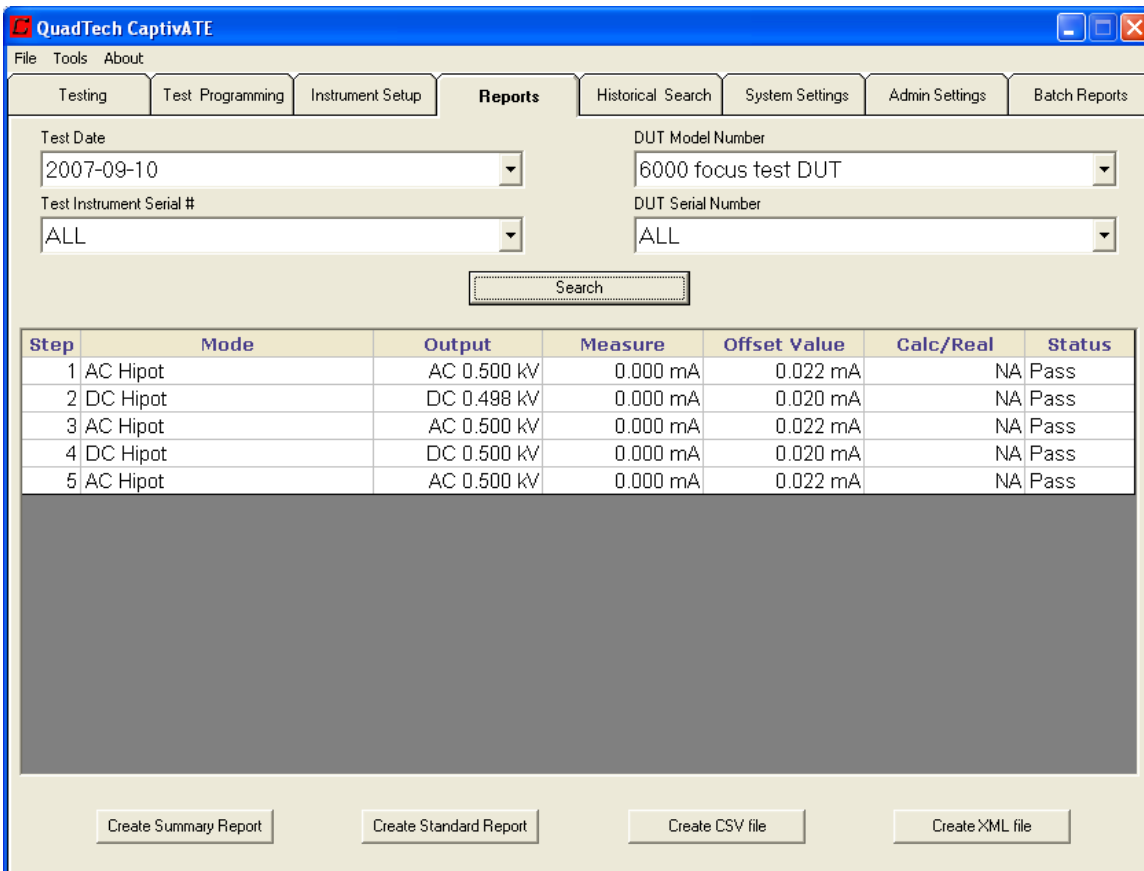 QuadTech CaptivATE
File Tools About
Testing Test Programming Instrument Setup Reports Historical Search System Settings Admin Settings Batch Reports
Test Date DUT Model Number
2007-09-10 6000 focus test DUT
Test Instrument Serial # DUT Serial Number
ALL ALL
Search
Step Mode Output Measure Offset Value Calc/Real Status
1 AC Hipot AC 0.500 kV 0.000 mA 0.022 mA NA Pass
2 DC Hipot DC 0.498 kV 0.000 mA 0.020 mA NA Pass
3 AC Hipot AC 0.500 kV 0.000 mA 0.022 mA NA Pass
4 DC Hipot DC 0.500 kV 0.000 mA 0.020 mA NA Pass
5 AC Hipot AC 0.500 kV 0.000 mA 0.022 mA NA Pass
Create Summary Report Create Standard Report Create CSV file Create XML file